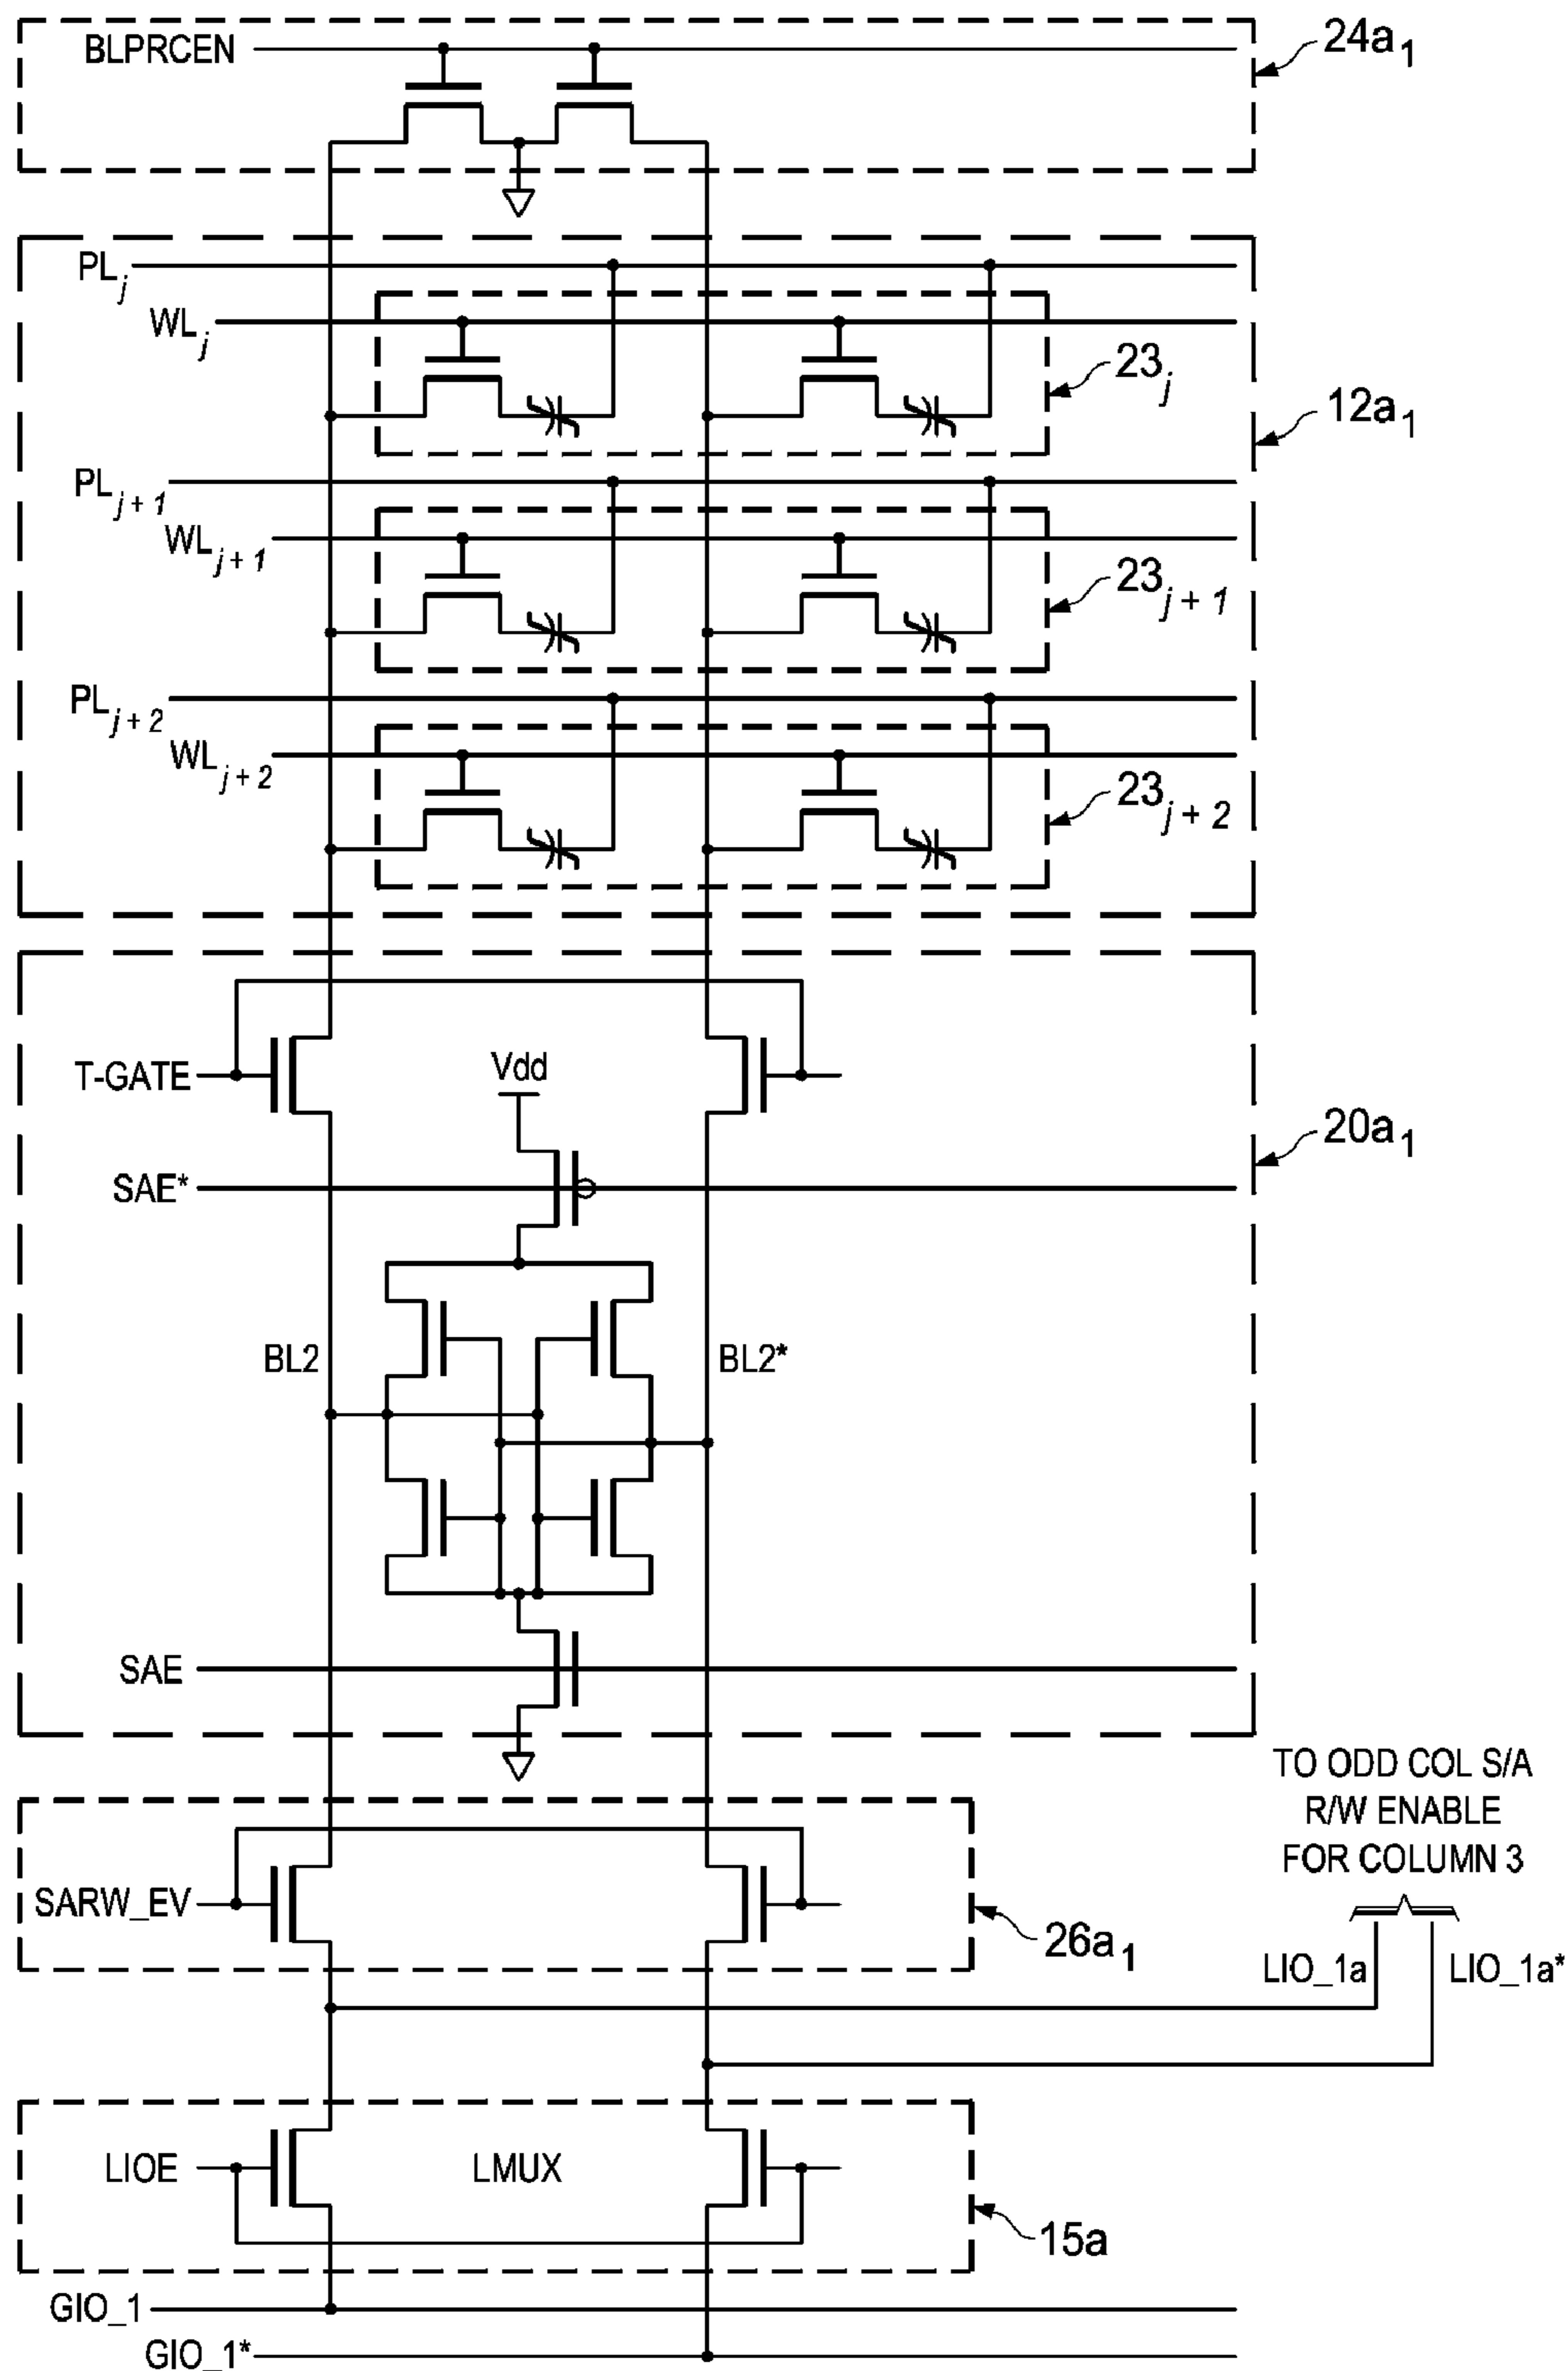 BLPRCEN
24a1
PLj
WLj
23j
12a1
PLj+1
WLj+1
23j+1
PLj+2
WLj+2
23j+2
T-GATE
Vdd
20a1
SAE*
BL2
BL2*
SAE
TO ODD COL S/A
R/W ENABLE
FOR COLUMN 3
SARW_EV
26a1
LIO_1a
LIO_1a*
LIOE
LMUX
15a
GIO_1
GIO_1*